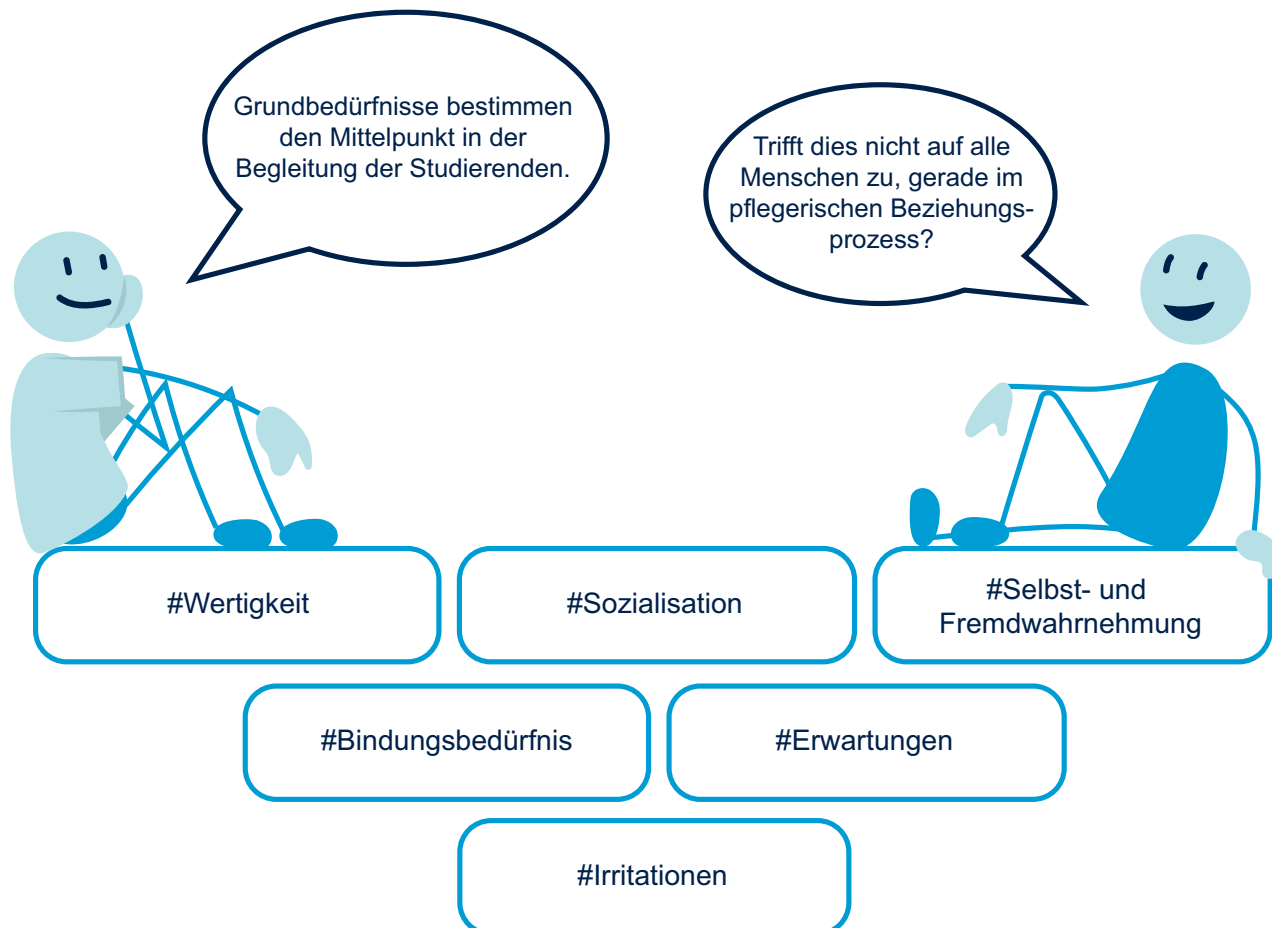 Grundbedürfnisse bestimmen
den Mittelpunkt in der
Begleitung der Studierenden.
Trifft dies nicht auf alle
Menschen zu, gerade im
pflegerischen Beziehungs-
prozess?
#Wertigkeit
#Sozialisation
#Selbst- und
Fremdwahrnehmung
#Bindungsbedürfnis
#Erwartungen
#Irritationen